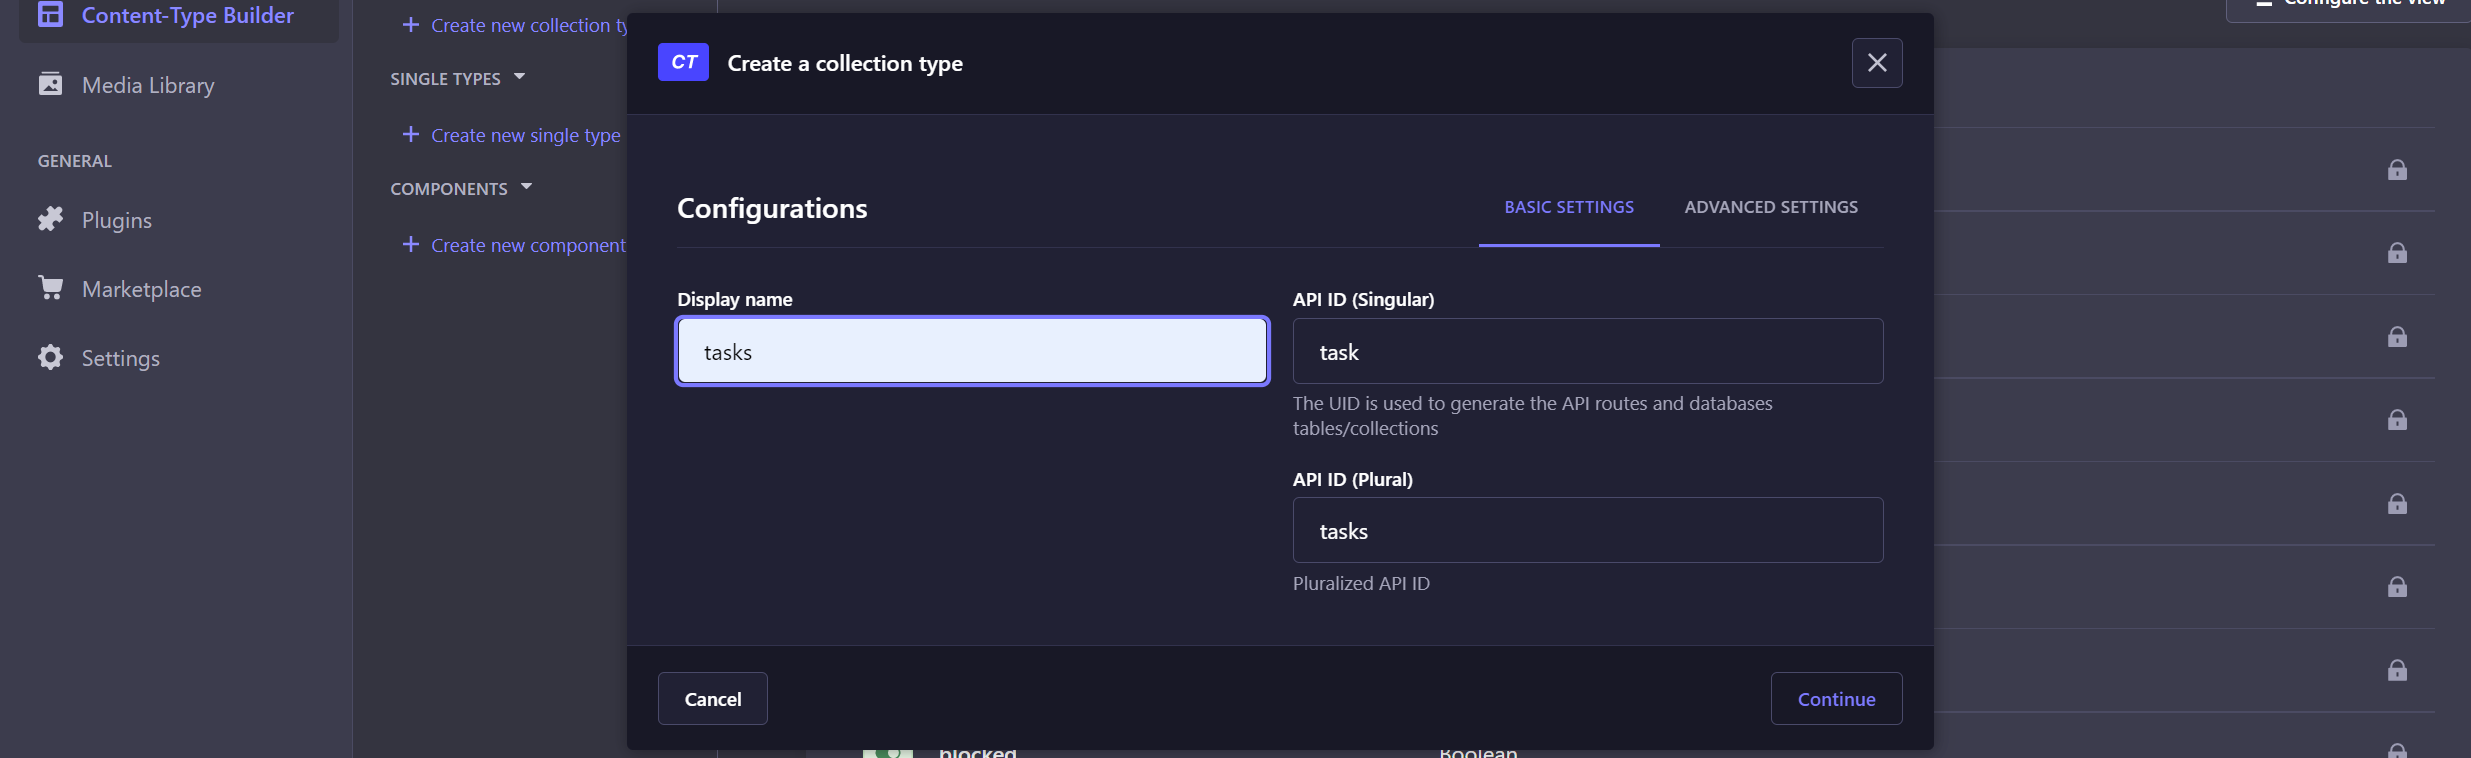 Content-Type Builder
Media Library
GENERAL
Plugins
Marketplace
Settings
Create new collection ty
SINGLE TYPES
Create new single type
COMPONENTS
Create new component
Configure the view
CT
Create a collection type
Configurations
BASIC SETTINGS
ADVANCED SETTINGS
Display name
tasks
API ID (Singular)
task
The UID is used to generate the API routes and databases
tables/collections
API ID (Plural)
tasks
Pluralized API ID
Cancel
Continue
blocked
Boolean